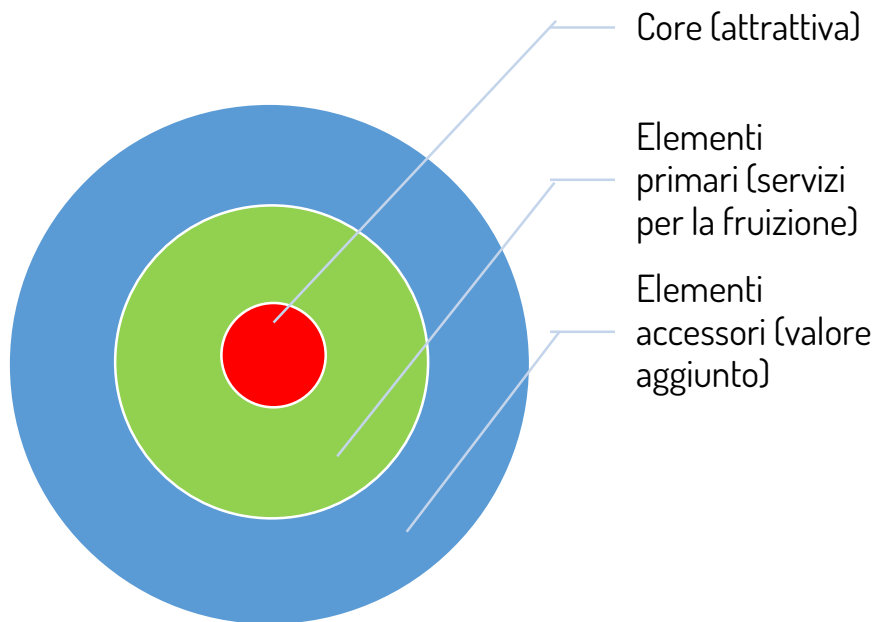 Core (attrattiva)
Elementi
primari (servizi
per la fruizione)
Elementi
accessori (valore
aggiunto)